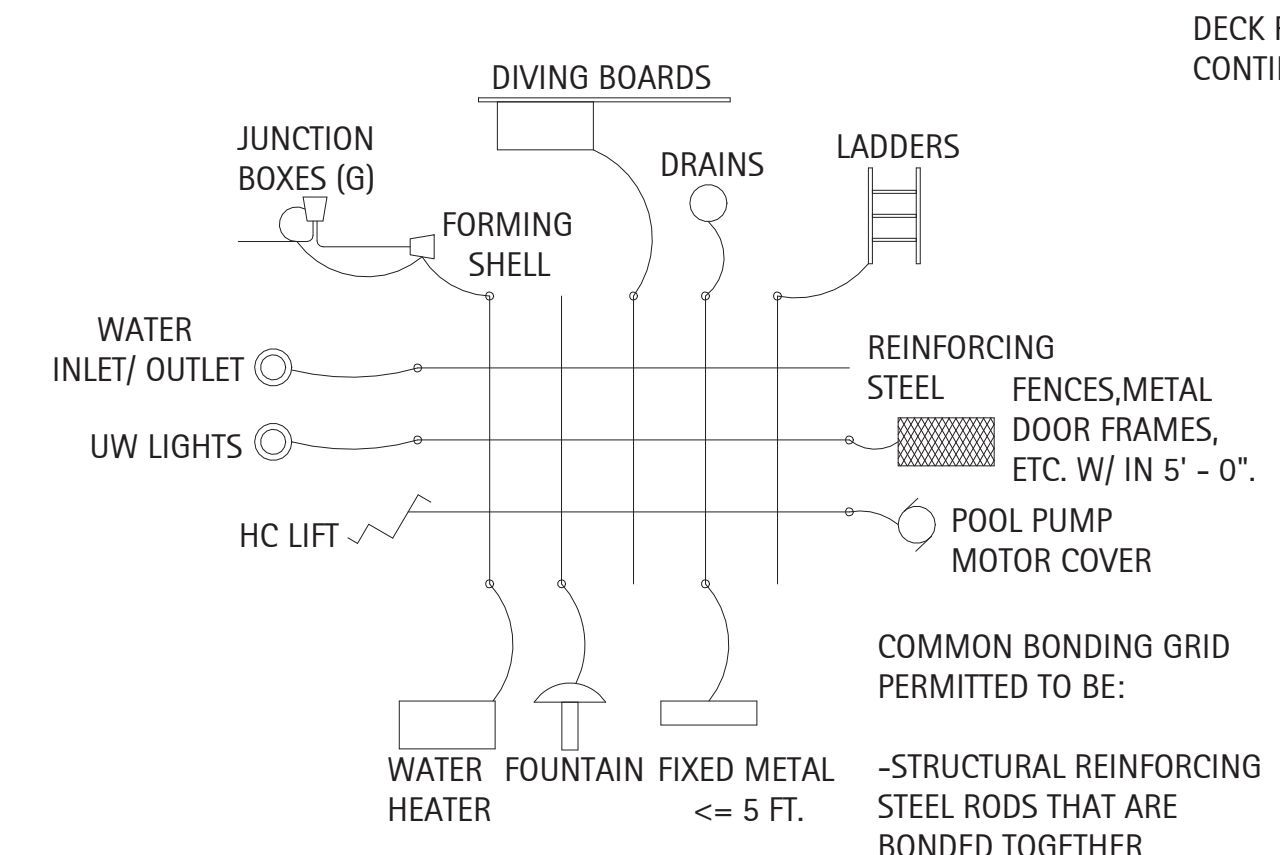 DECK
DIVING BOARDS
JUNCTION
BOXES (G)
DRAINS
LADDERS
FORMING
SHELL
WATER
INLET/ OUTLET
REINFORCING
STEEL
FENCES,METAL
DOOR FRAMES,
ETC. W/ IN 5' - 0".
UW LIGHTS
HC LIFT
POOL PUMP
MOTOR COVER
COMMON BONDING GRID
PERMITTED TO BE:
-STRUCTURAL REINFORCING
STEEL RODS THAT ARE
BONDED TOGETHER
WATER
HEATER
FOUNTAIN
FIXED METAL
<= 5 FT.